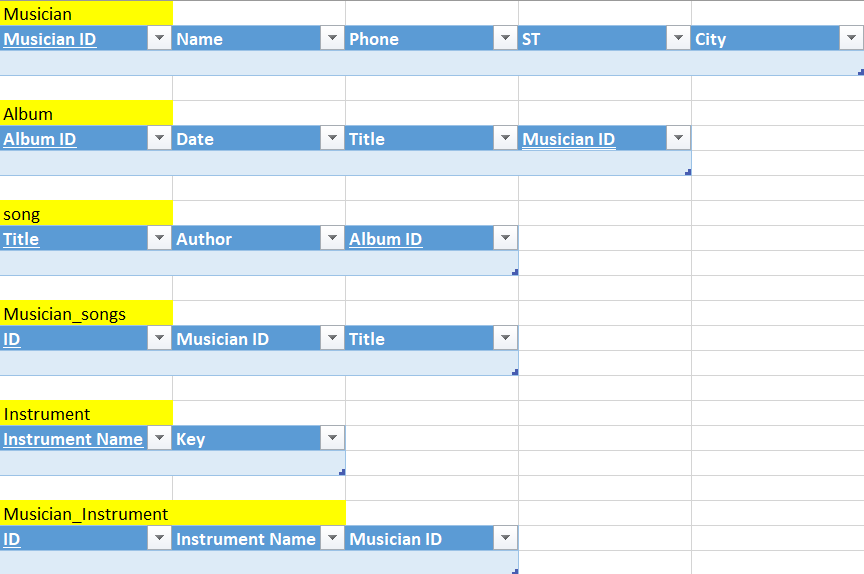 Musician
Musician ID Name Phone ST City
Album
Album ID Date Title Musician ID
song
Title Author Album ID
Musician_songs
ID Musician ID Title
Instrument
Instrument Name Key
Musician_Instrument
ID Instrument Name Musician ID